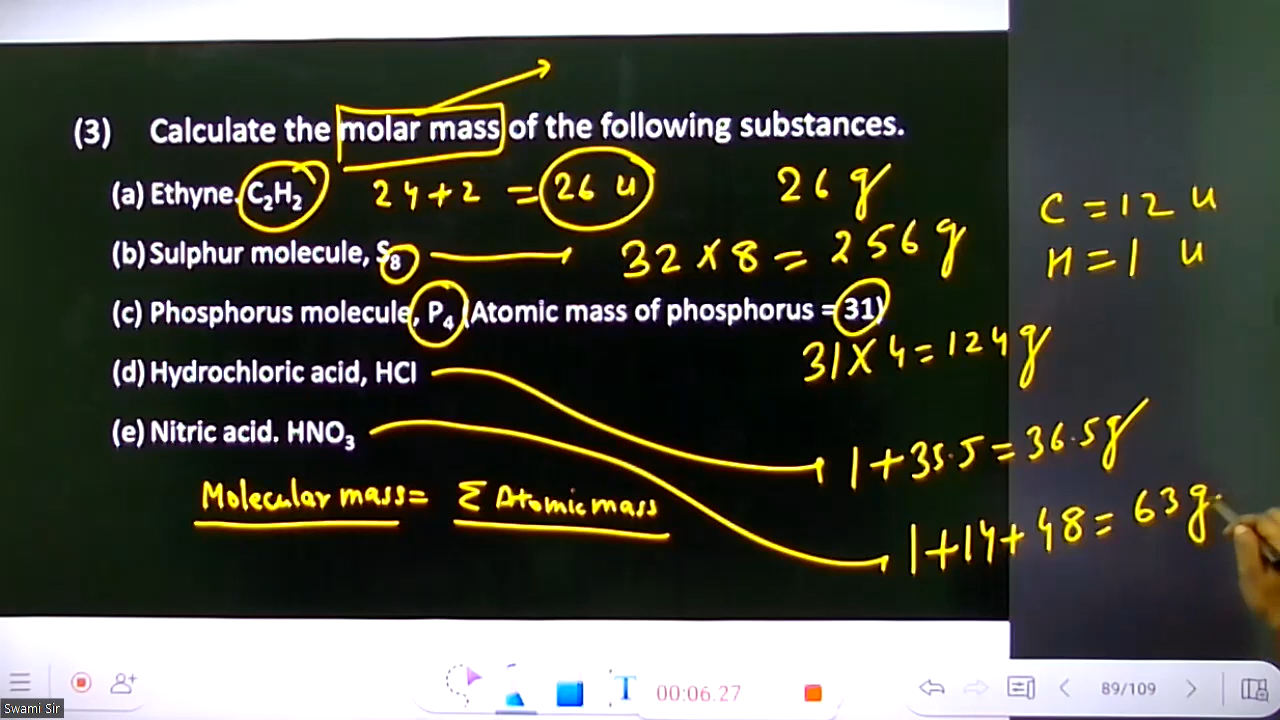 (3) Calculate the molar mass of the following substances.
(a) Ethyne. C₂H₂ 24+2 = 26 u 26 g
C = 12 u
H = 1 u
(b) Sulphur molecule, S₈ 32 × 8 = 256 g
(c) Phosphorus molecule, P₄ (Atomic mass of phosphorus = 31)
31 × 4 = 124 g
(d) Hydrochloric acid, HCl 1 + 35.5 = 36.5 g
(e) Nitric acid. HNO₃ 1+14+48 = 63 g
Molecular mass = Σ Atomic mass
T 00:06.27 89/109
Swami Sir